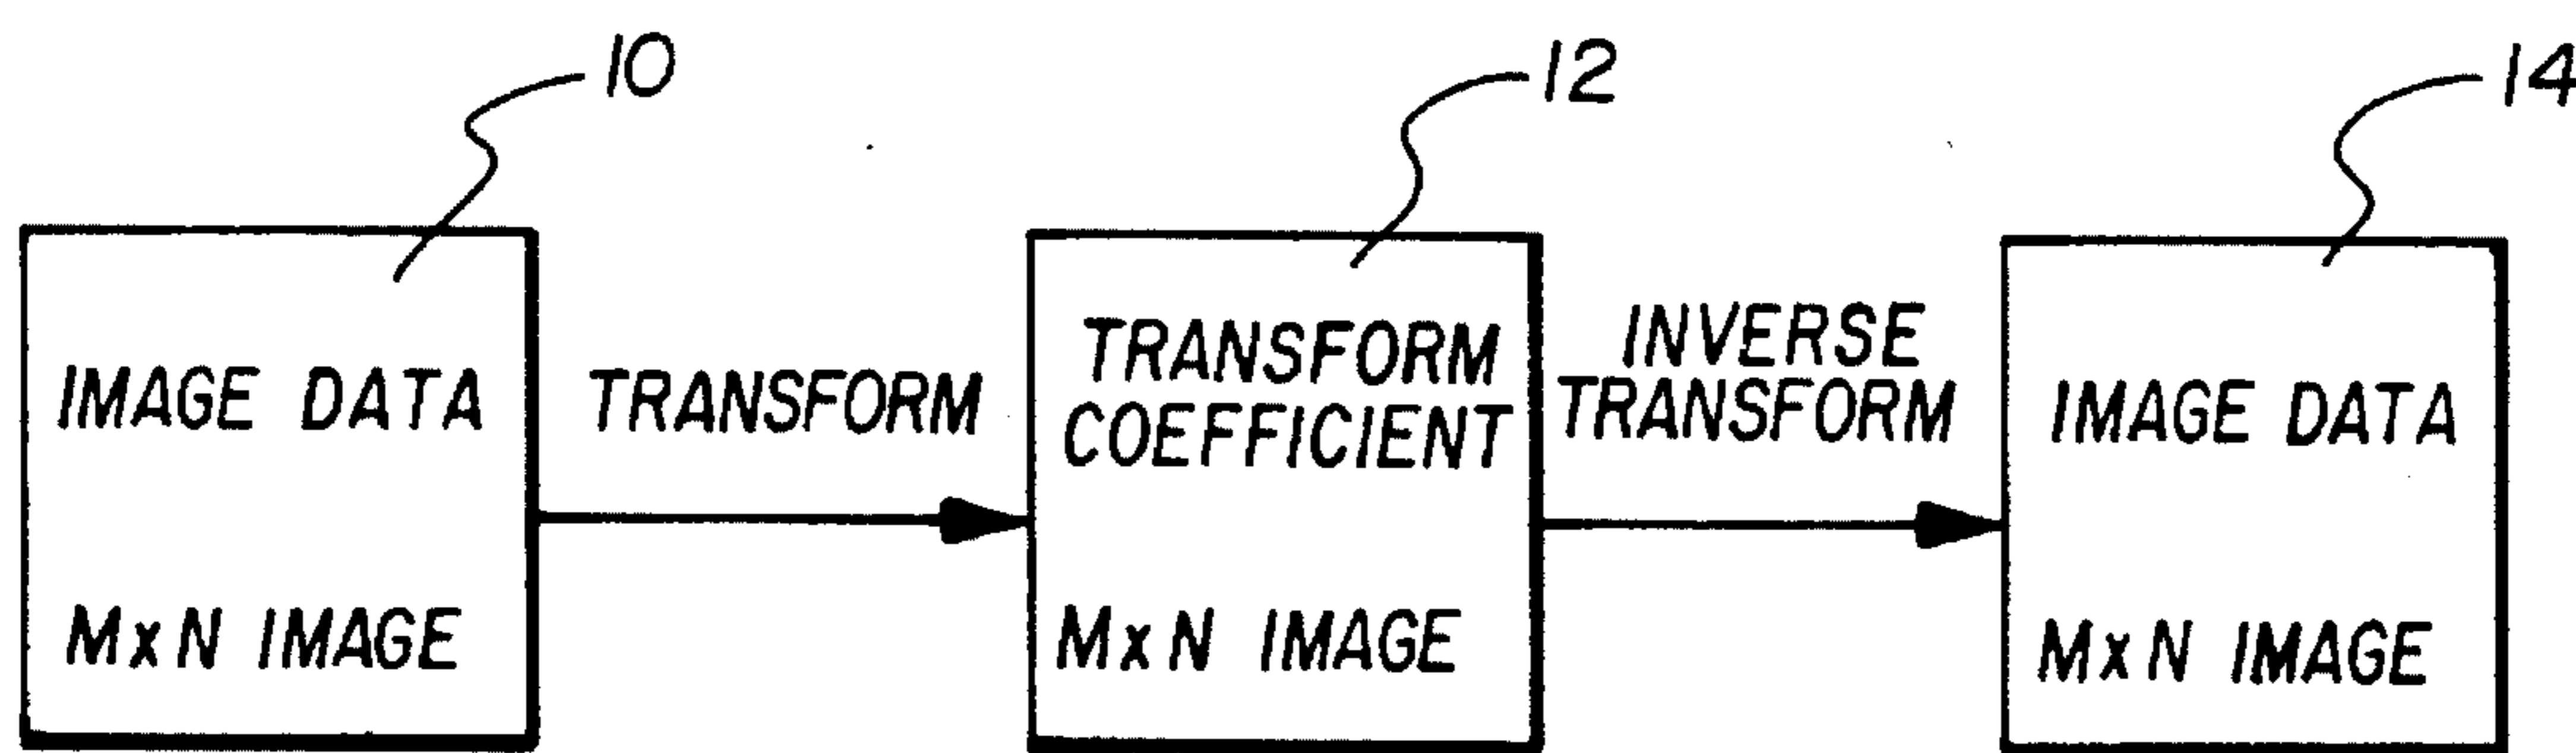 10
12
14
IMAGE DATA
MxN IMAGE
TRANSFORM
TRANSFORM
COEFFICIENT
MxN IMAGE
INVERSE
TRANSFORM
IMAGE DATA
MxN IMAGE